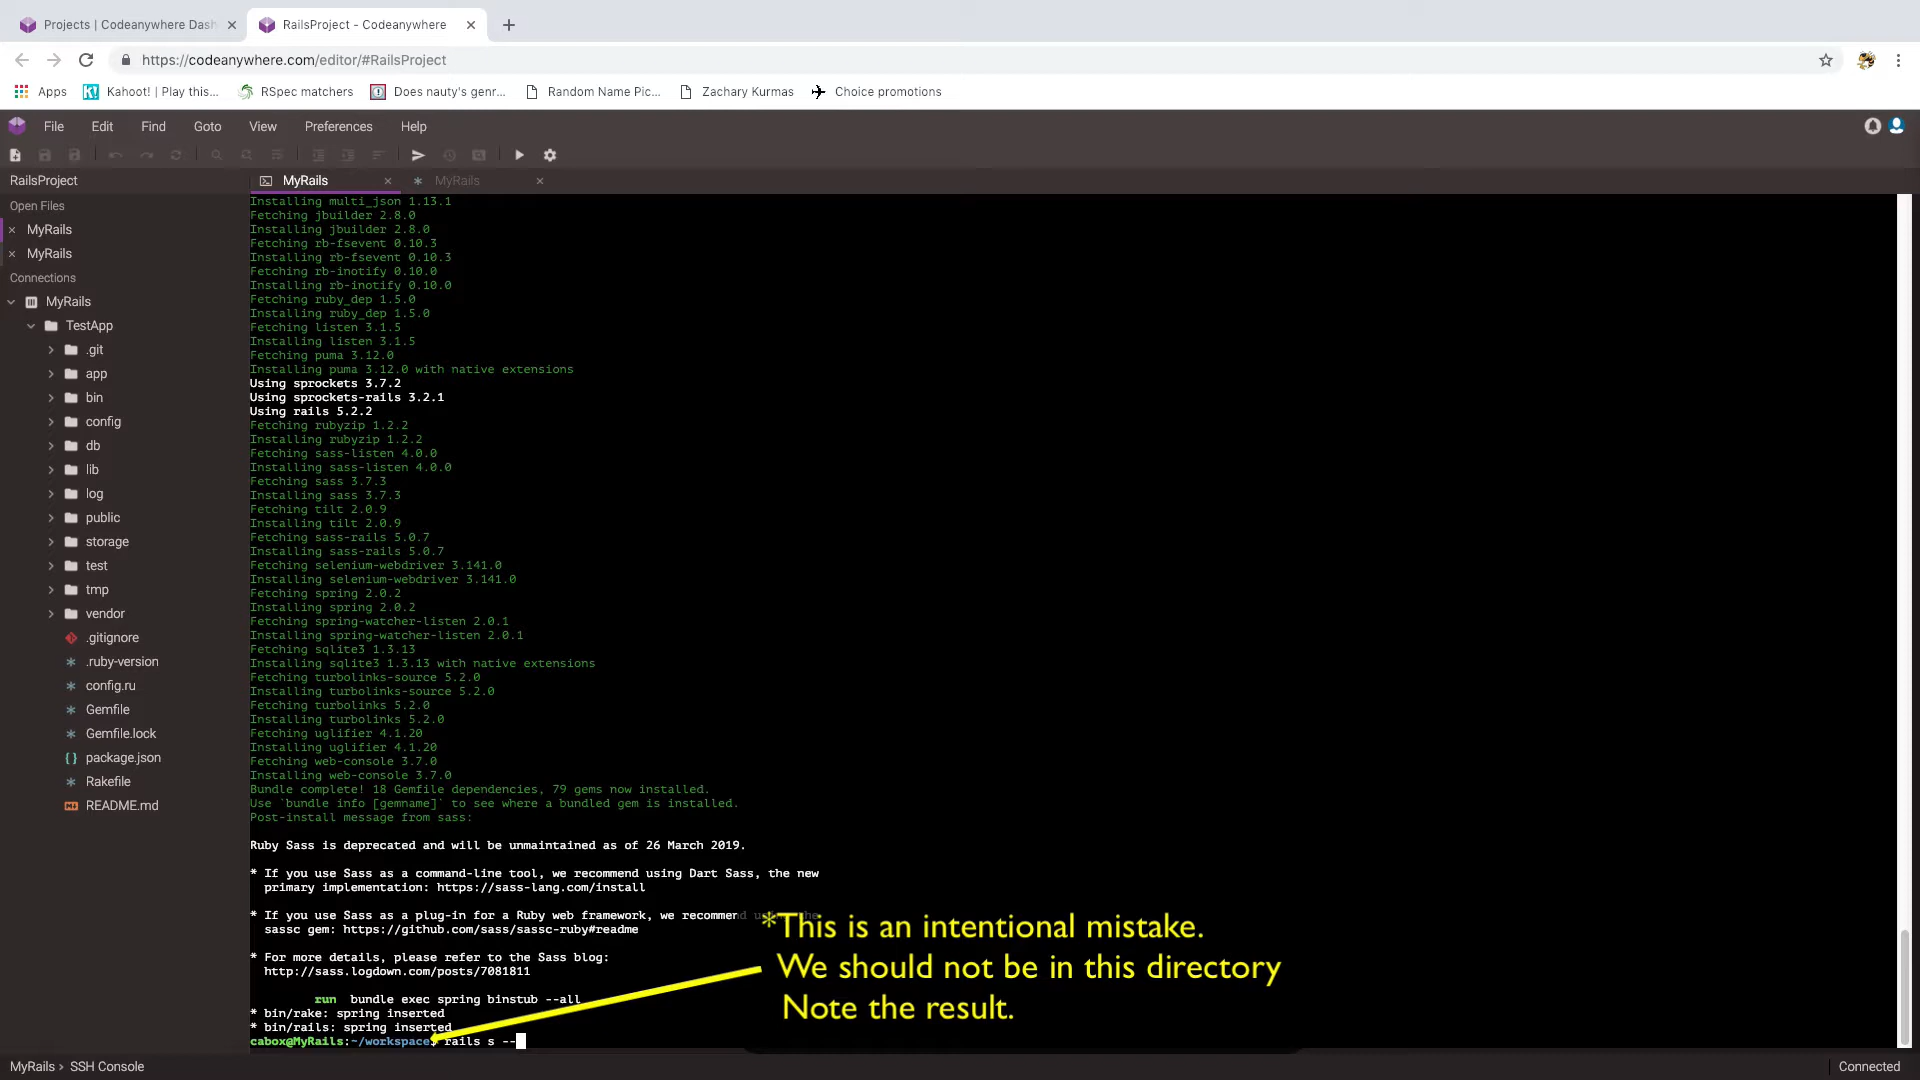 Projects | Codeanywhere Dash
RailsProject - Codeanywhere
https://codeanywhere.com/editor/#RailsProject
Apps
Kahoot! | Play this...
RSpec matchers
Does nauty's genr...
Random Name Pic...
Zachary Kurmas
Choice promotions
File Edit Find Goto View Preferences Help
RailsProject
Open Files
MyRails
MyRails
Connections
MyRails
TestApp
.git
app
bin
config
db
lib
log
public
storage
test
tmp
vendor
.gitignore
.ruby-version
config.ru
Gemfile
Gemfile.lock
package.json
Rakefile
README.md
MyRails
MyRails
Installing multi_json 1.13.1
Fetching jbuilder 2.8.0
Installing jbuilder 2.8.0
Fetching rb-fsevent 0.10.3
Installing rb-fsevent 0.10.3
Fetching rb-inotify 0.10.0
Installing rb-inotify 0.10.0
Fetching ruby_dep 1.5.0
Installing ruby_dep 1.5.0
Fetching listen 3.1.5
Installing listen 3.1.5
Fetching puma 3.12.0
Installing puma 3.12.0 with native extensions
Using sprockets 3.7.2
Using sprockets-rails 3.2.1
Using rails 5.2.2
Fetching rubyzip 1.2.2
Installing rubyzip 1.2.2
Fetching sass-listen 4.0.0
Installing sass-listen 4.0.0
Fetching sass 3.7.3
Installing sass 3.7.3
Fetching tilt 2.0.9
Installing tilt 2.0.9
Fetching sass-rails 5.0.7
Installing sass-rails 5.0.7
Fetching selenium-webdriver 3.141.0
Installing selenium-webdriver 3.141.0
Fetching spring 2.0.2
Installing spring 2.0.2
Fetching spring-watcher-listen 2.0.1
Installing spring-watcher-listen 2.0.1
Fetching sqlite3 1.3.13
Installing sqlite3 1.3.13 with native extensions
Fetching turbolinks-source 5.2.0
Installing turbolinks-source 5.2.0
Fetching turbolinks 5.2.0
Installing turbolinks 5.2.0
Fetching uglifier 4.1.20
Installing uglifier 4.1.20
Fetching web-console 3.7.0
Installing web-console 3.7.0
Bundle complete! 18 Gemfile dependencies, 79 gems now installed.
Use `bundle info [gemname]` to see where a bundled gem is installed.
Post-install message from sass:
Ruby Sass is deprecated and will be unmaintained as of 26 March 2019.
* If you use Sass as a command-line tool, we recommend using Dart Sass, the new
primary implementation: https://sass-lang.com/install
* If you use Sass as a plug-in for a Ruby web framework, we recommend
sassc gem: https://github.com/sass/sassc-ruby#readme
* For more details, please refer to the Sass blog:
http://sass.logdown.com/posts/7081811
run bundle exec spring binstub --all
* bin/rake: spring inserted
* bin/rails: spring inserted
cabox@MyRails:~/workspace$ rails s --
*This is an intentional mistake.
We should not be in this directory
Note the result.
MyRails › SSH Console
Connected